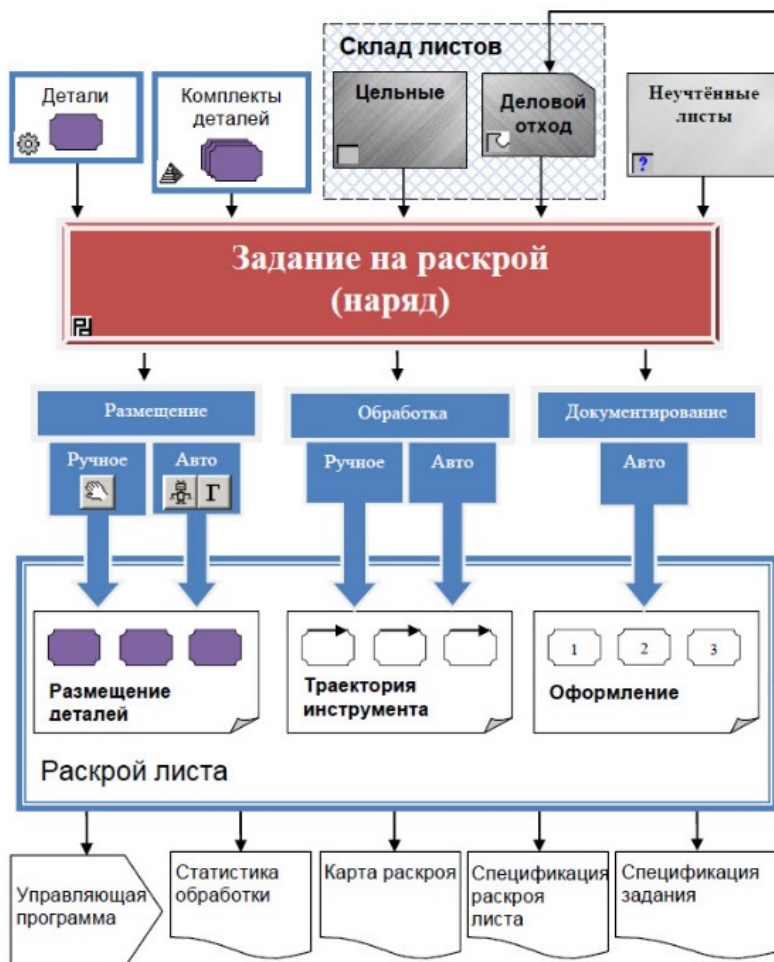 Склад листов
Детали
Комплекты
деталей
Цельные
Деловой
отход
Неучтённые
листы
?
Задание на раскрой
(наряд)
Размещение
Обработка
Документирование
Ручное
Авто
Г
Ручное
Авто
Авто
Размещение
деталей
Траектория
инструмента
1
2
3
Оформление
Раскрой листа
Управляющая
программа
Статистика
обработки
Карта раскроя
Спецификация
раскроя
листа
Спецификация
задания